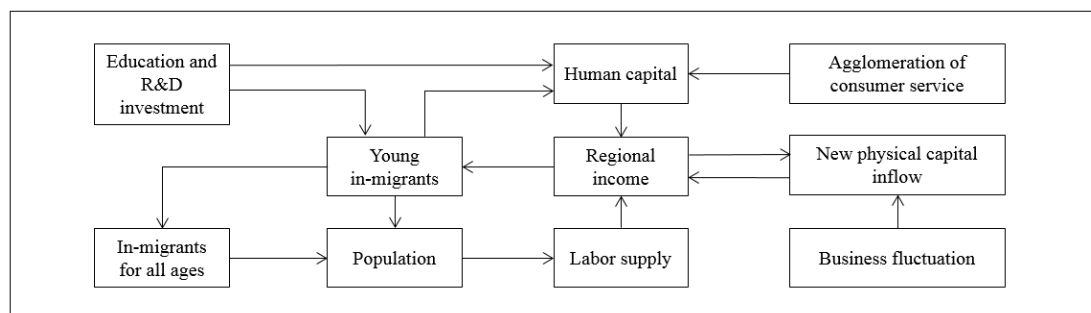 Education and
R&D
investment
Human capital
Agglomeration of
consumer service
Young
in-migrants
Regional
income
New physical capital
inflow
In-migrants
for all ages
Population
Labor supply
Business fluctuation